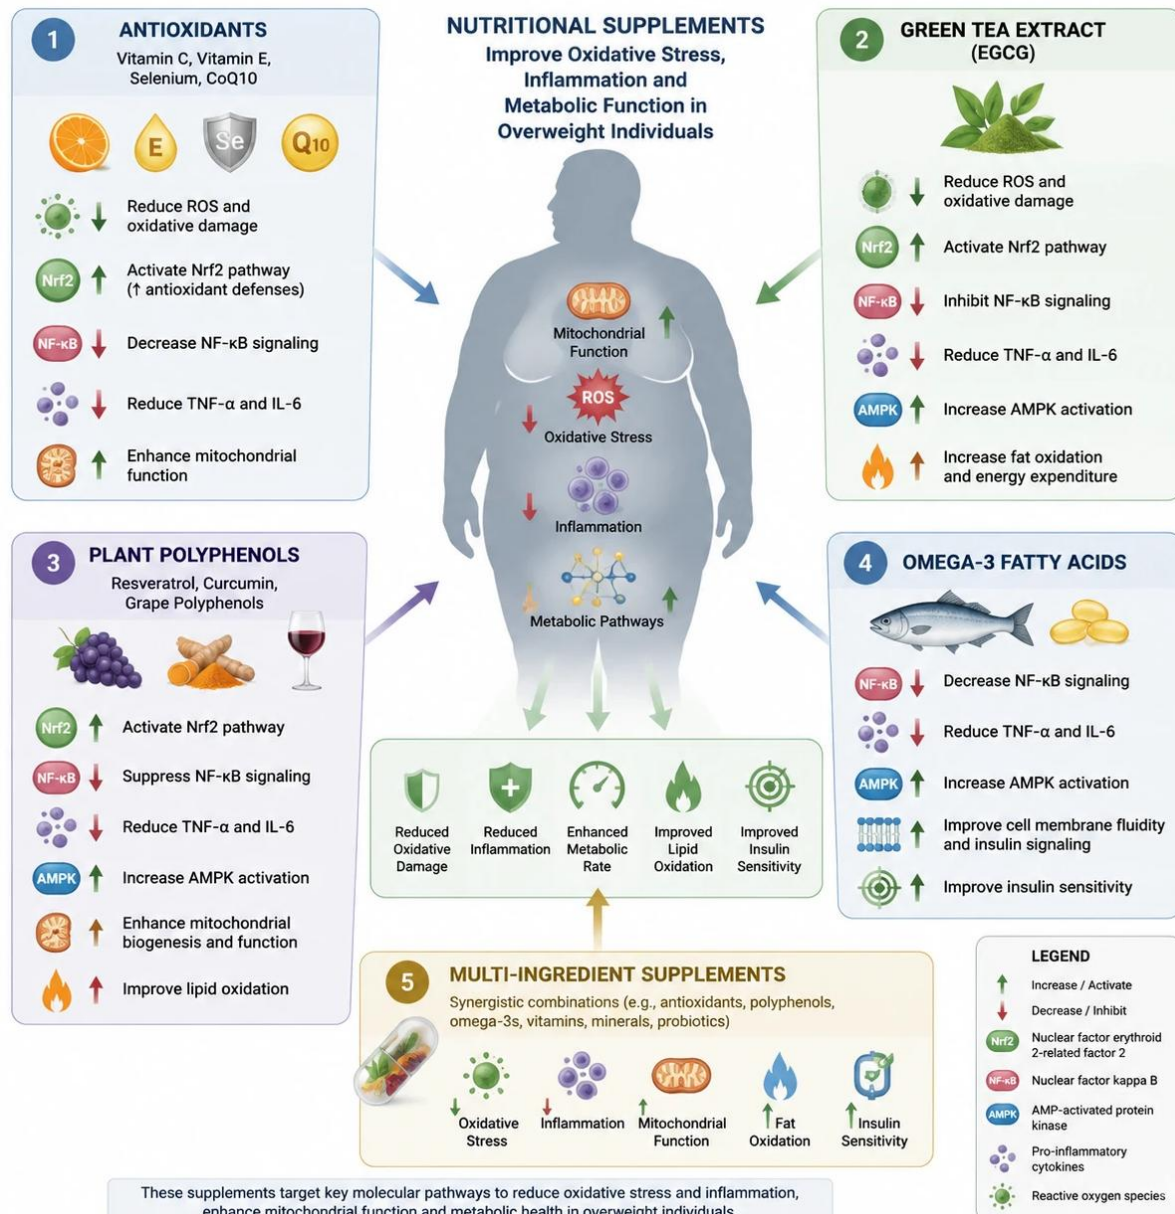 NUTRITIONAL SUPPLEMENTS
Improve Oxidative Stress,
Inflammation and
Metabolic Function in
Overweight Individuals
1
ANTIOXIDANTS
Vitamin C, Vitamin E,
Selenium, CoQ10
E
Se
Q10
Reduce ROS and
oxidative damage
Nrf2
Activate Nrf2 pathway
(↑ antioxidant defenses)
NF-κB
Decrease NF-κB signaling
Reduce TNF-α and IL-6
Enhance mitochondrial
function
2
GREEN TEA EXTRACT
(EGCG)
Reduce ROS and
oxidative damage
Nrf2
Activate Nrf2 pathway
NF-κB
Inhibit NF-κB signaling
Reduce TNF-α and IL-6
AMPK
Increase AMPK activation
Increase fat oxidation
and energy expenditure
Mitochondrial
Function
ROS
Oxidative Stress
Inflammation
Metabolic Pathways
3
PLANT POLYPHENOLS
Resveratrol, Curcumin,
Grape Polyphenols
Nrf2
Activate Nrf2 pathway
NF-κB
Suppress NF-κB signaling
Reduce TNF-α and IL-6
AMPK
Increase AMPK activation
Enhance mitochondrial
biogenesis and function
Improve lipid oxidation
4
OMEGA-3 FATTY ACIDS
NF-κB
Decrease NF-κB signaling
Reduce TNF-α and IL-6
AMPK
Increase AMPK activation
Improve cell membrane fluidity
and insulin signaling
Improve insulin sensitivity
Reduced
Oxidative
Damage
Reduced
Inflammation
Enhanced
Metabolic
Rate
Improved
Lipid
Oxidation
Improved
Insulin
Sensitivity
5
MULTI-INGREDIENT SUPPLEMENTS
Synergistic combinations (e.g., antioxidants, polyphenols,
omega-3s, vitamins, minerals, probiotics)
Oxidative
Stress
Inflammation
Mitochondrial
Function
Fat
Oxidation
Insulin
Sensitivity
LEGEND
Increase / Activate
Decrease / Inhibit
Nrf2
Nuclear factor erythroid
2-related factor 2
NF-κB
Nuclear factor kappa B
AMPK
AMP-activated protein
kinase
Pro-inflammatory
cytokines
Reactive oxygen species
These supplements target key molecular pathways to reduce oxidative stress and inflammation,
enhance mitochondrial function and metabolic health in overweight individuals